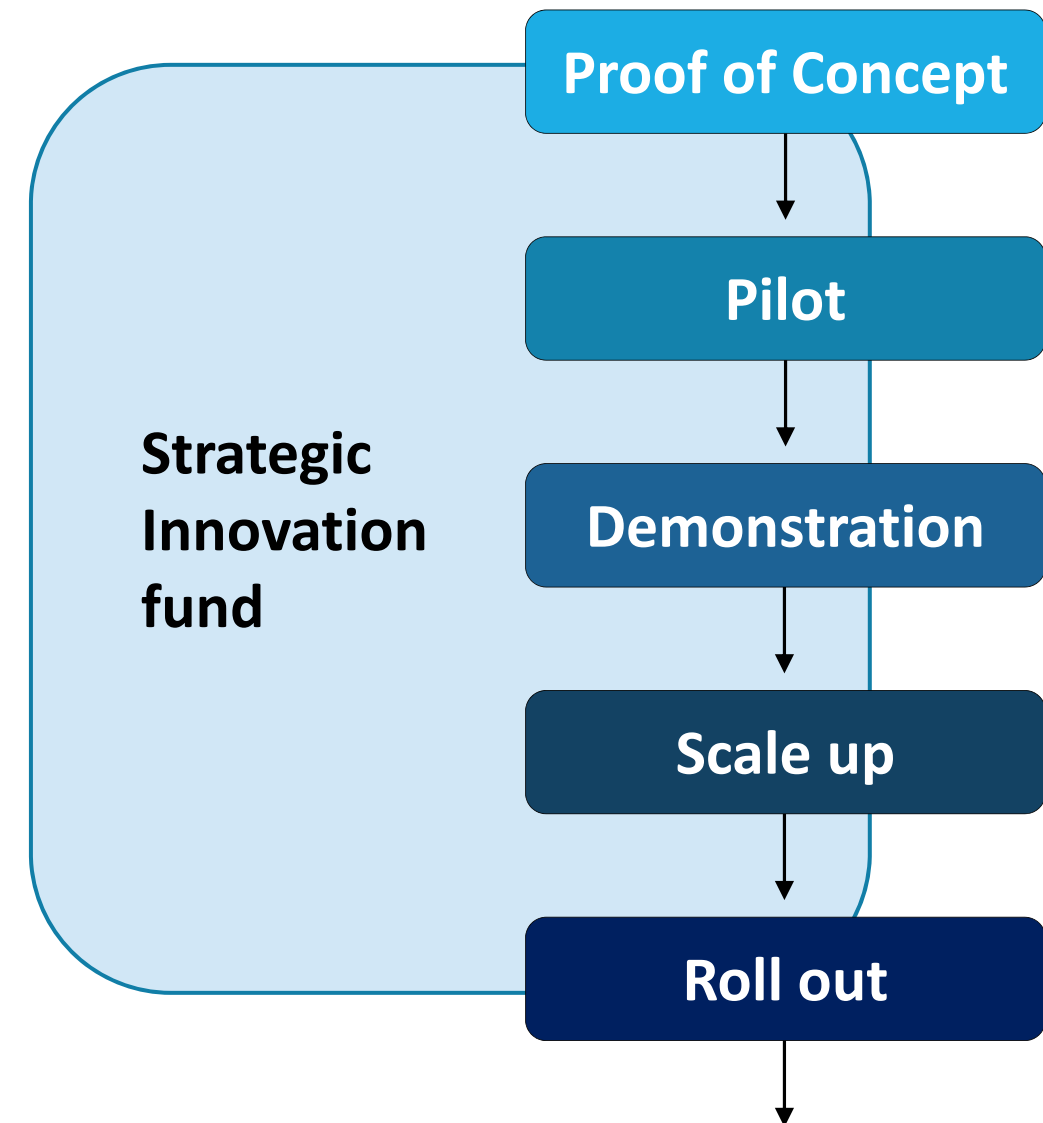 Proof of Concept
Pilot
Strategic
Innovation
fund
Demonstration
Scale up
Roll out